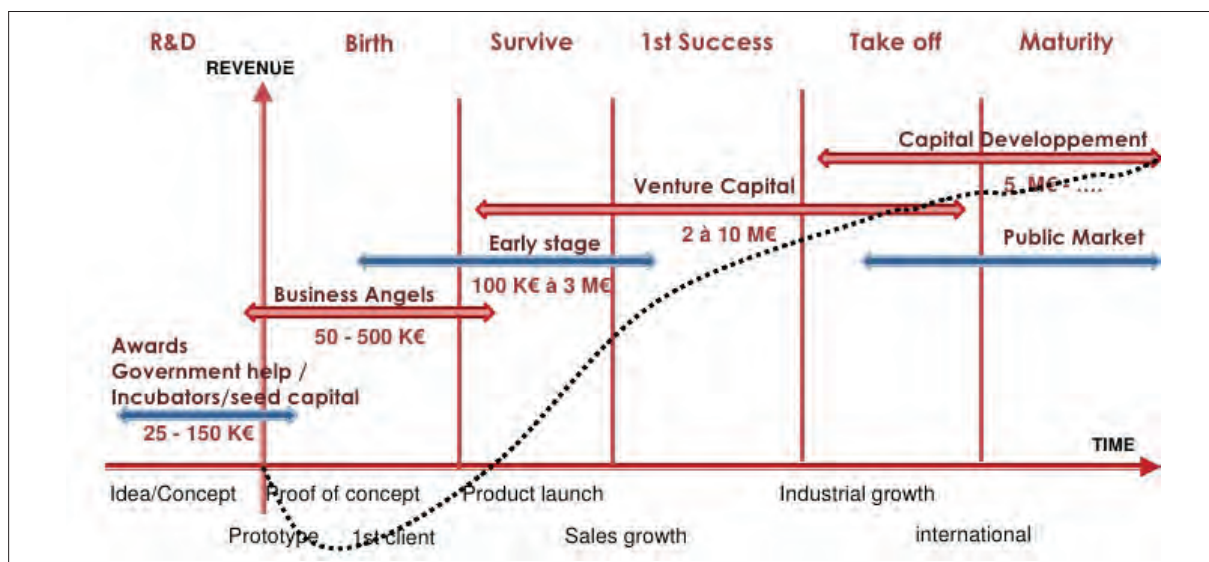 R&D Birth Survive 1st Success Take off Maturity
REVENUE
Capital Developpement
5 M€ - ....
Venture Capital
2 à 10 M€
Public Market
Early stage
100 K€ à 3 M€
Business Angels
50 - 500 K€
Awards
Government help /
Incubators/seed capital
25 - 150 K€
TIME
Idea/Concept Proof of concept Product launch Industrial growth
Prototype 1st client Sales growth international